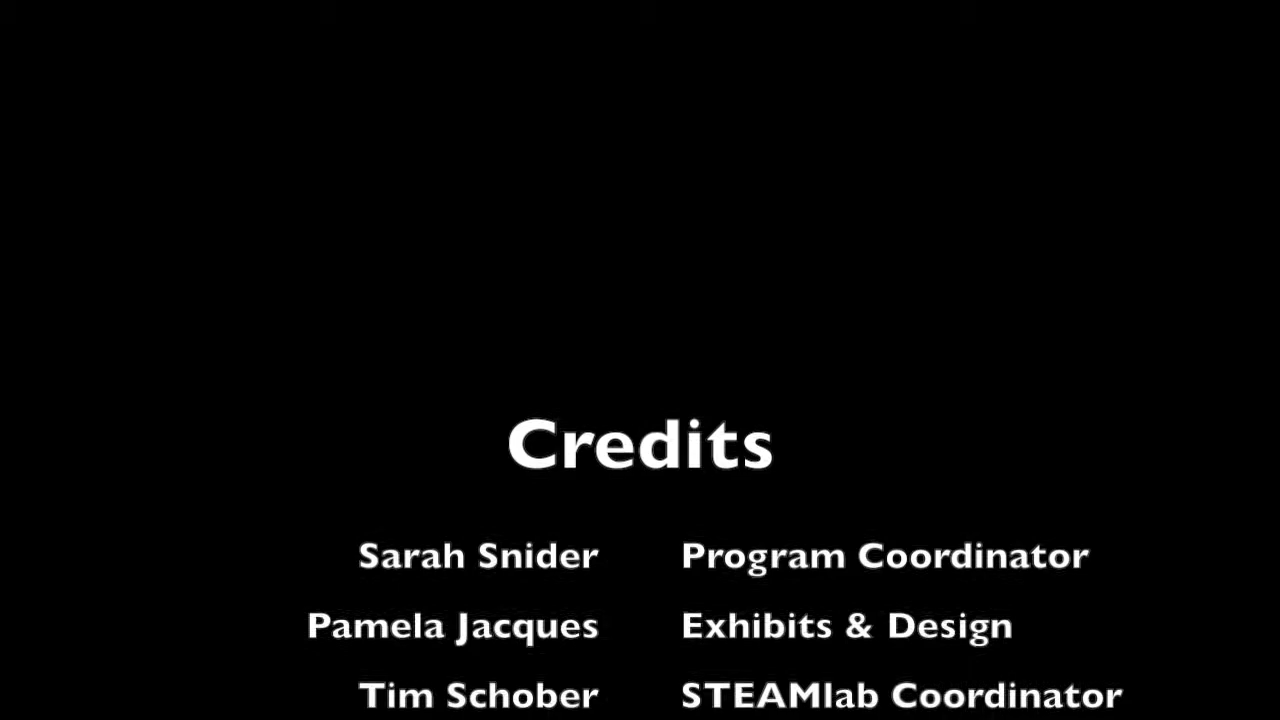 Credits
Sarah Snider Program Coordinator
Pamela Jacques Exhibits & Design
Tim Schober STEAMlab Coordinator